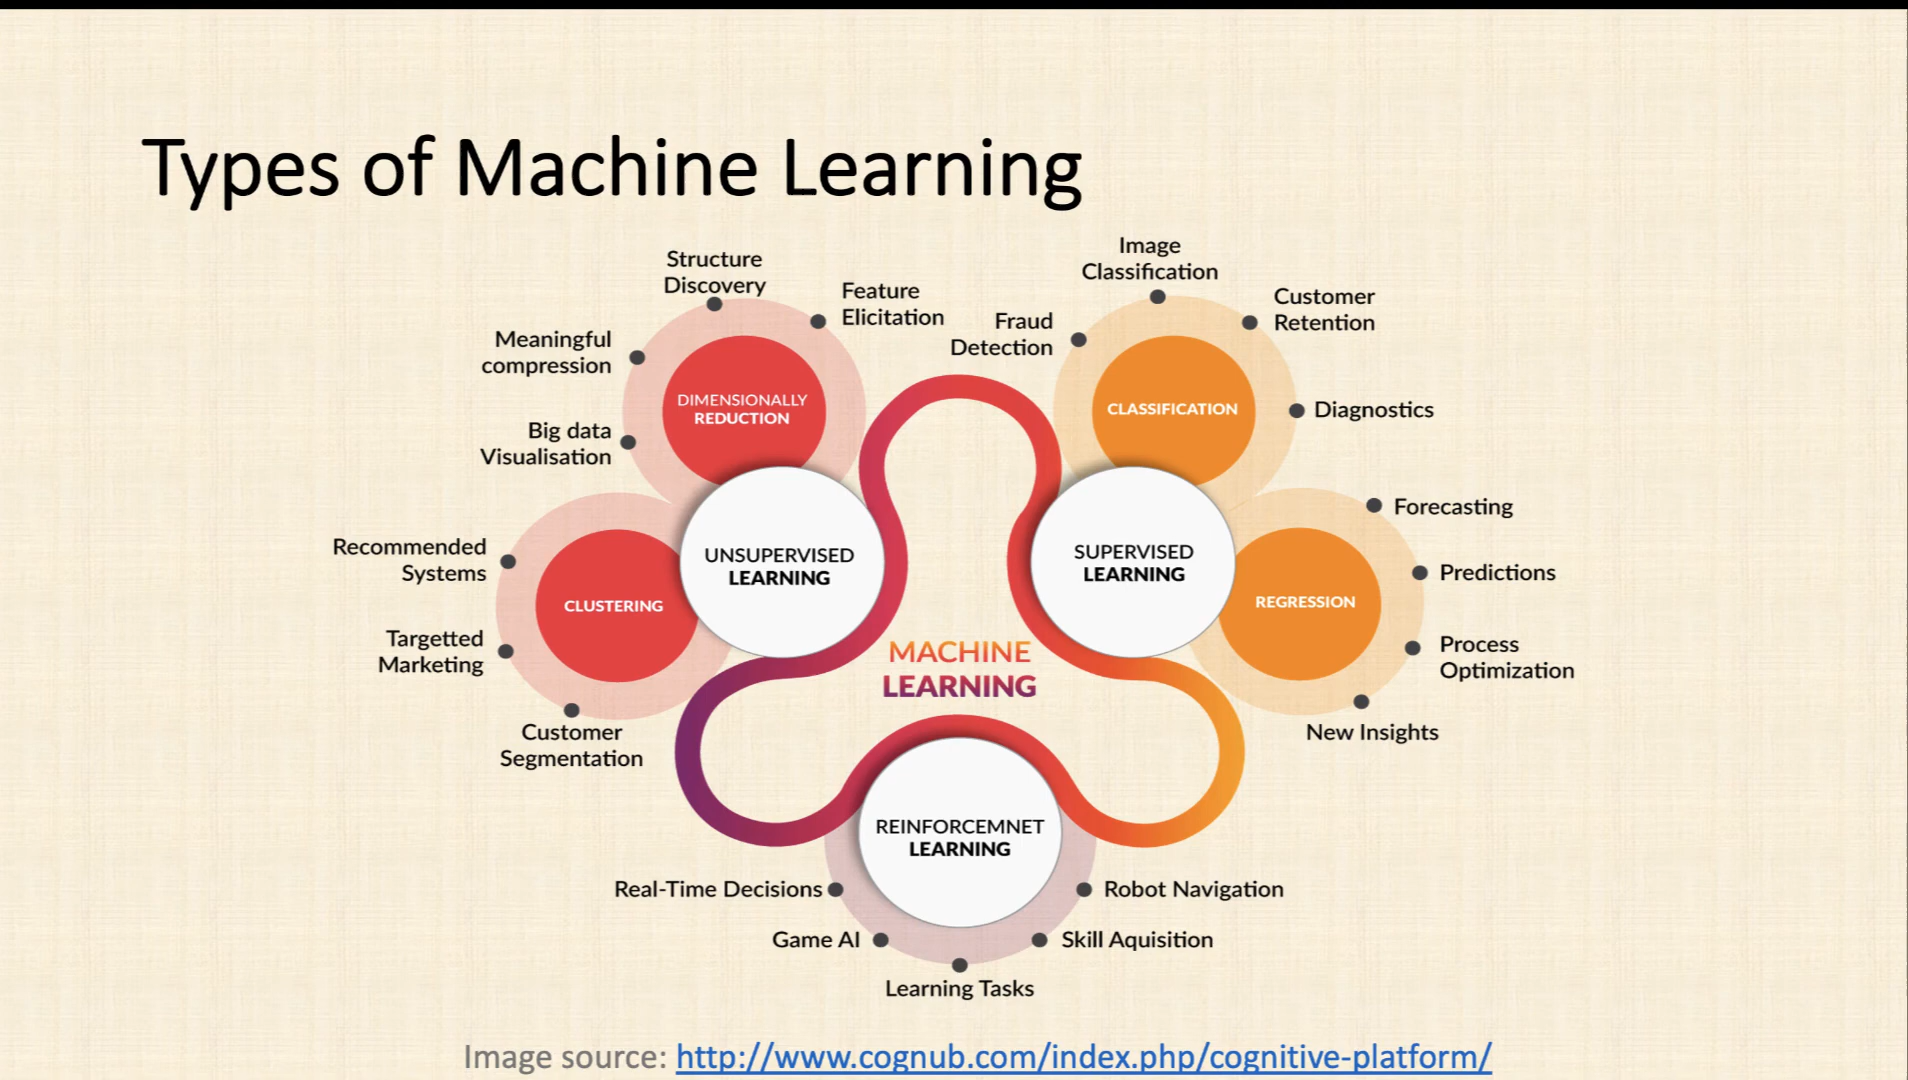 Types of Machine Learning
Structure
Discovery
Feature
Elicitation
Meaningful
compression
Big data
Visualisation
DIMENSIONALLY
REDUCTION
Recommended
Systems
Targetted
Marketing
Customer
Segmentation
CLUSTERING
UNSUPERVISED
LEARNING
Image
Classification
Fraud
Detection
Customer
Retention
Diagnostics
CLASSIFICATION
SUPERVISED
LEARNING
REGRESSION
Forecasting
Predictions
Process
Optimization
New Insights
MACHINE
LEARNING
REINFORCEMNET
LEARNING
Real-Time Decisions
Robot Navigation
Game AI
Skill Aquisition
Learning Tasks
Image source: http://www.cognub.com/index.php/cognitive-platform/